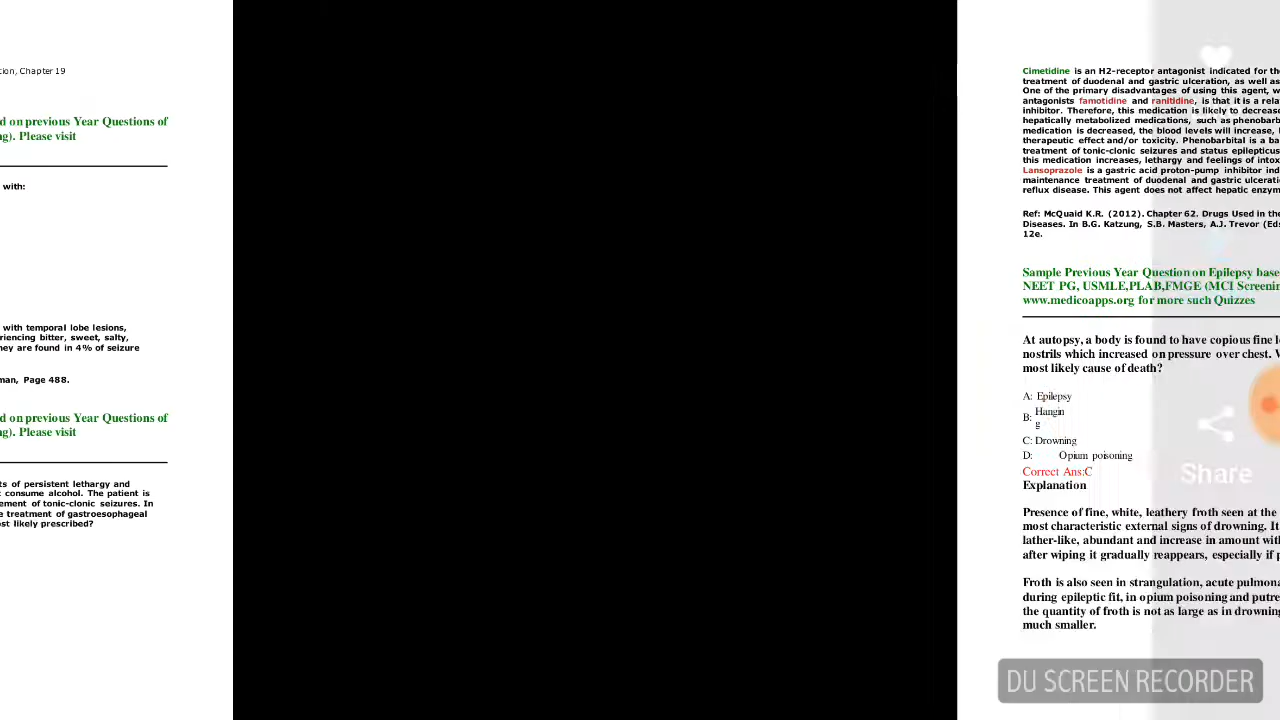 tion, Chapter 19
d on previous Year Questions of
ng). Please visit
with:
with temporal lobe lesions,
riencing bitter, sweet, salty,
hey are found in 4% of seizure
man, Page 488.
d on previous Year Questions of
ng). Please visit
ts of persistent lethargy and
t consume alcohol. The patient is
ement of tonic-clonic seizures. In
e treatment of gastroesophageal
ost likely prescribed?
Cimetidine is an H2-receptor antagonist indicated for the
treatment of duodenal and gastric ulceration, as well as
One of the primary disadvantages of using this agent, w
antagonists famotidine and ranitidine, is that it is a rela
inhibitor. Therefore, this medication is likely to decrease
hepatically metabolized medications, such as phenobarb
medication is decreased, the blood levels will increase,
therapeutic effect and/or toxicity. Phenobarbital is a ba
treatment of tonic-clonic seizures and status epilepticus
this medication increases, lethargy and feelings of intox
Lansoprazole is a gastric acid proton-pump inhibitor ind
maintenance treatment of duodenal and gastric ulcerati
reflux disease. This agent does not affect hepatic enzym
Ref: McQuaid K.R. (2012). Chapter 62. Drugs Used in the
Diseases. In B.G. Katzung, S.B. Masters, A.J. Trevor (Eds
12e.
Sample Previous Year Question on Epilepsy base
NEET PG, USMLE,PLAB,FMGE (MCI Screenin
www.medicoapps.org for more such Quizzes
At autopsy, a body is found to have copious fine l
nostrils which increased on pressure over chest. W
most likely cause of death?
A: Epilepsy
B: Hangin
g
C: Drowning
D: Opium poisoning
Correct Ans:C
Explanation
Presence of fine, white, leathery froth seen at the
most characteristic external signs of drowning. It
lather-like, abundant and increase in amount with
after wiping it gradually reappears, especially if p
Froth is also seen in strangulation, acute pulmona
during epileptic fit, in opium poisoning and putre
the quantity of froth is not as large as in drowning
much smaller.
Share
DU SCREEN RECORDER